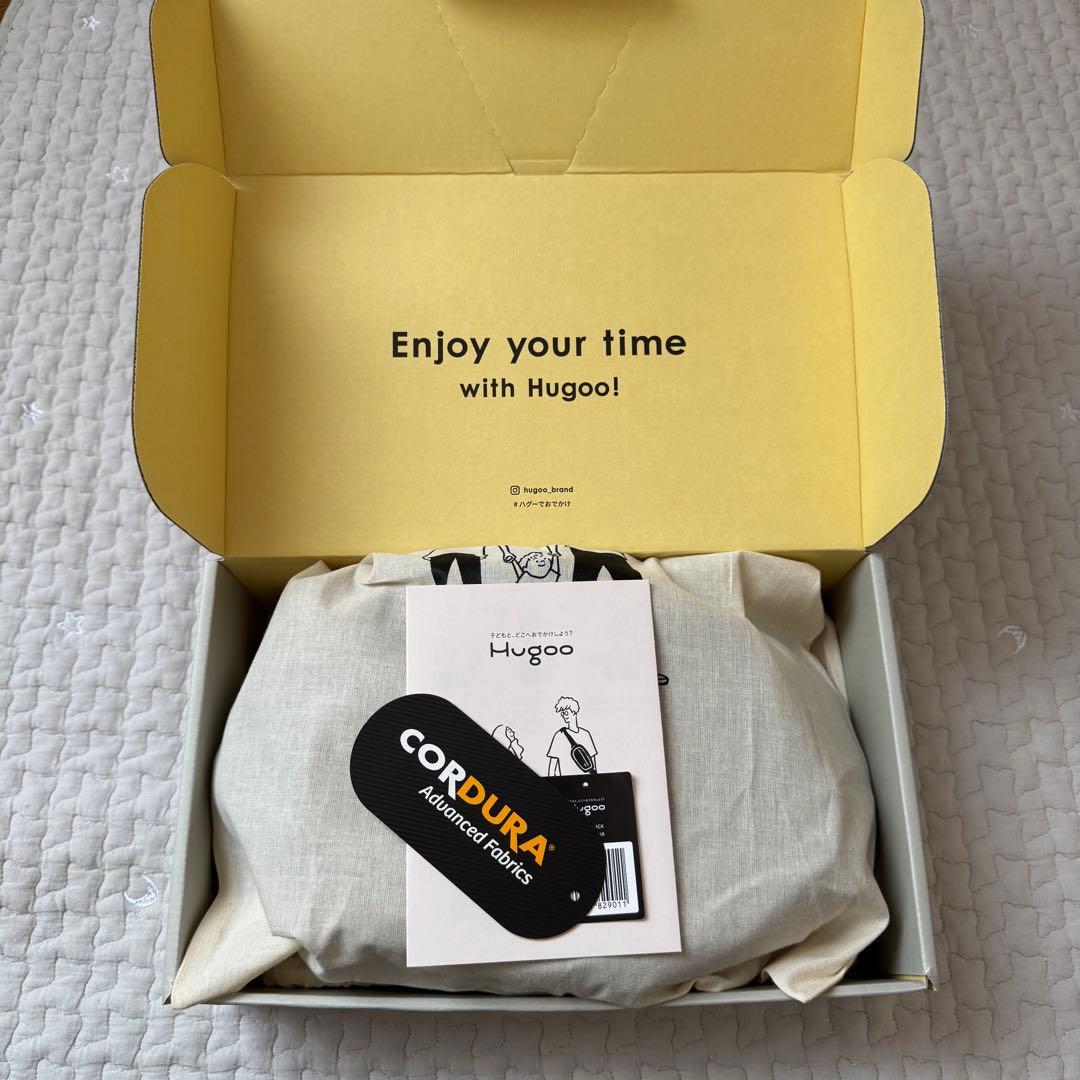 Enjoy your time
with Hugoo!
hugoo_brand
#ハグーでおでかけ
子どもと、どこへおでかけしよう?
Hugoo
CORDURA®
Advanced Fabrics
Hugoo
829011